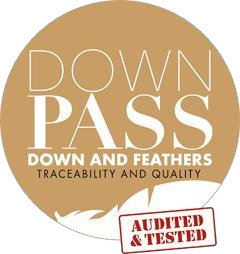 DOWN
PASS
DOWN AND FEATHERS
TRACEABILITY AND QUALITY
AUDITED
& TESTED